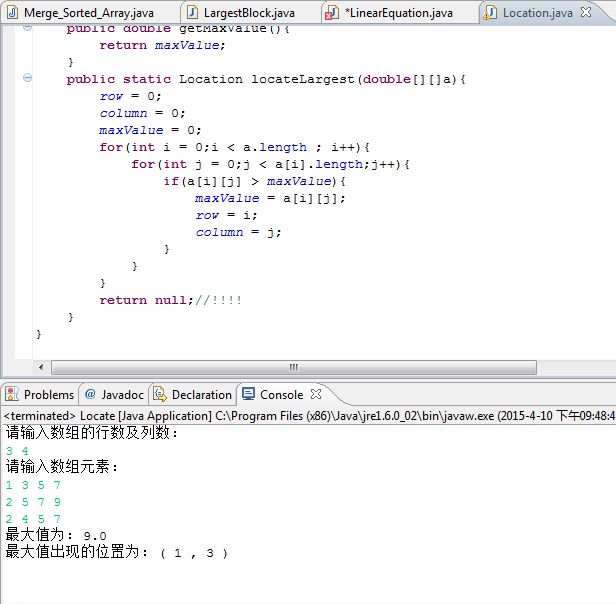 Merge_Sorted_Array.java LargestBlock.java *LinearEquation.java Location.java
public double getMaxValue(){
return maxValue;
}
public static Location locateLargest(double[][]a){
row = 0;
column = 0;
maxValue = 0;
for(int i = 0;i < a.length ; i++){
for(int j = 0;j < a[i].length;j++){
if(a[i][j] > maxValue){
maxValue = a[i][j];
row = i;
column = j;
}
}
}
return null;//!!!!
}
}
Problems @ Javadoc Declaration Console
<terminated> Locate [Java Application] C:\Program Files (x86)\Java\jre1.6.0_02\bin\javaw.exe (2015-4-10 下午09:48:4
请输入数组的行数及列数：
3 4
请输入数组元素：
1 3 5 7
2 5 7 9
2 4 5 7
最大值为：9.0
最大值出现的位置为：( 1 , 3 )